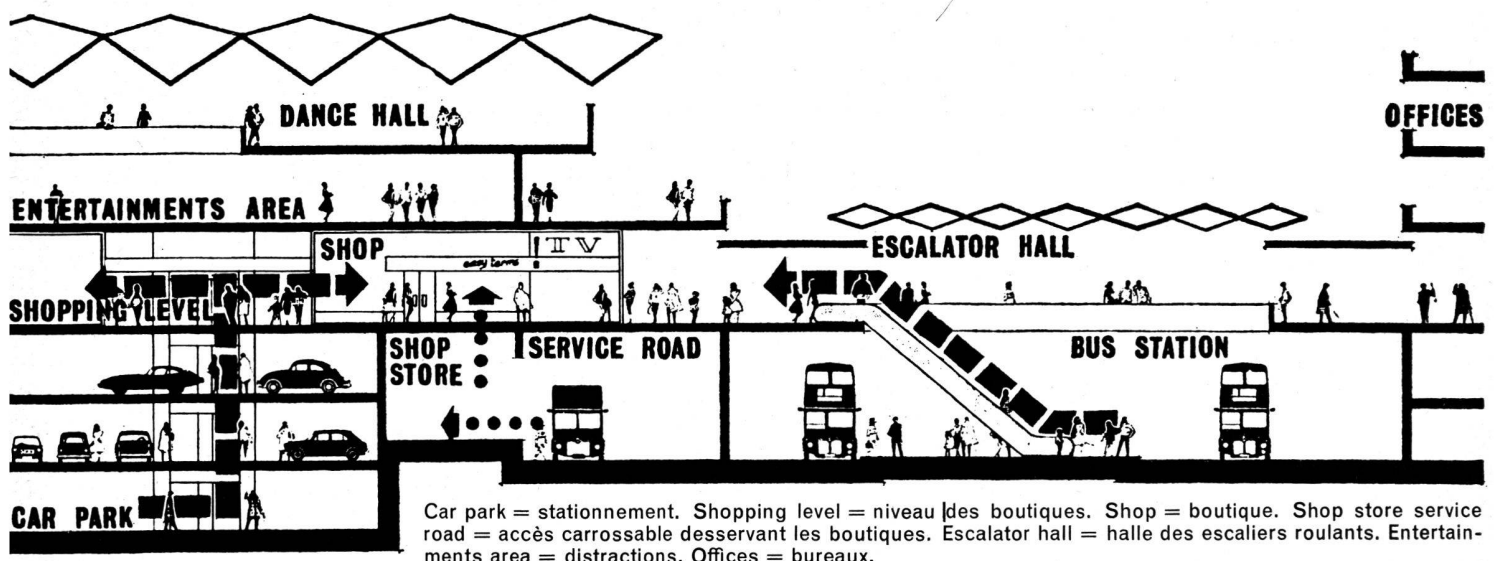 DANCE HALL
OFFICES
ENTERTAINMENTS AREA
SHOP
! TV
easy terms
ESCALATOR HALL
SHOPPING LEVEL
SHOP
STORE
SERVICE ROAD
BUS STATION
CAR PARK
Car park = stationnement. Shopping level = niveau des boutiques. Shop = boutique. Shop store service
road = accès carrossable desservant les boutiques. Escalator hall = halle des escaliers roulants. Entertain-
ments area = distractions. Offices = bureaux.